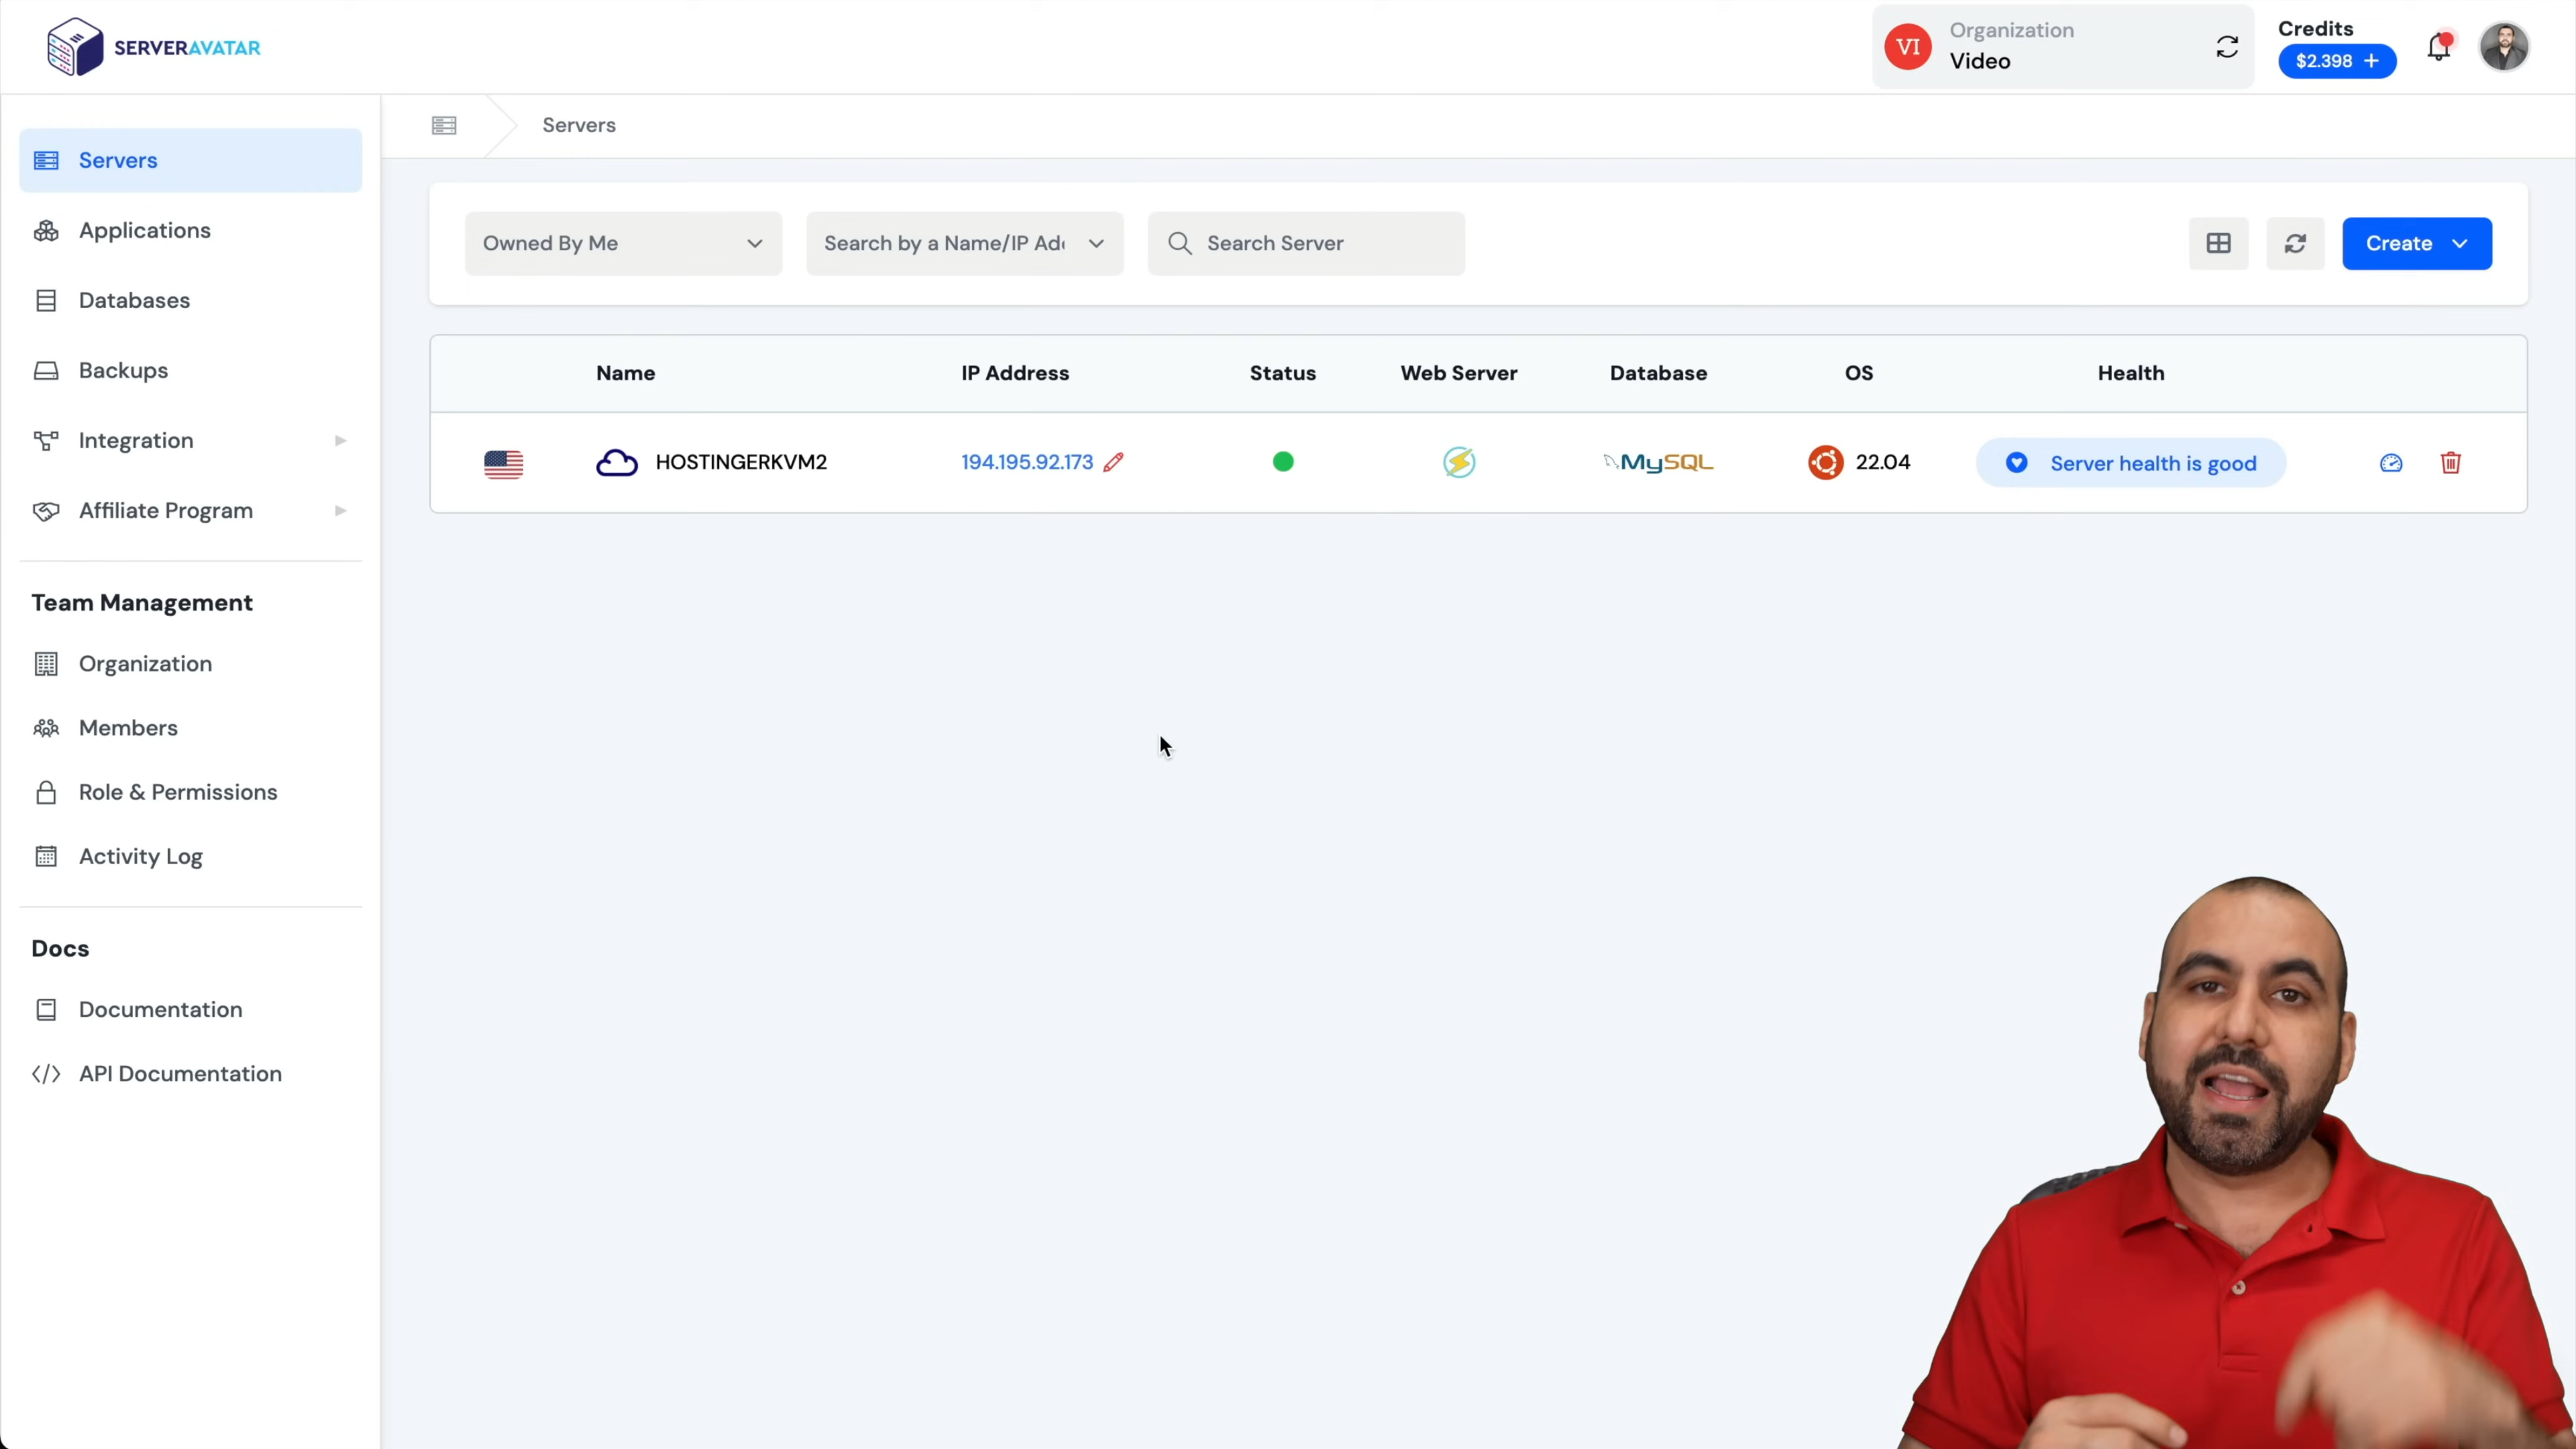 SERVERAVATAR
VI
Organization
Video
Credits
$2.398 +
Servers
Applications
Databases
Backups
Integration
Affiliate Program
Team Management
Organization
Members
Role & Permissions
Activity Log
Docs
Documentation
</> API Documentation
Servers
Owned By Me
Search by a Name/IP Ad
Search Server
Create
Name IP Address Status Web Server Database OS Health
HOSTINGERKVM2 194.195.92.173 MySQL 22.04 Server health is good